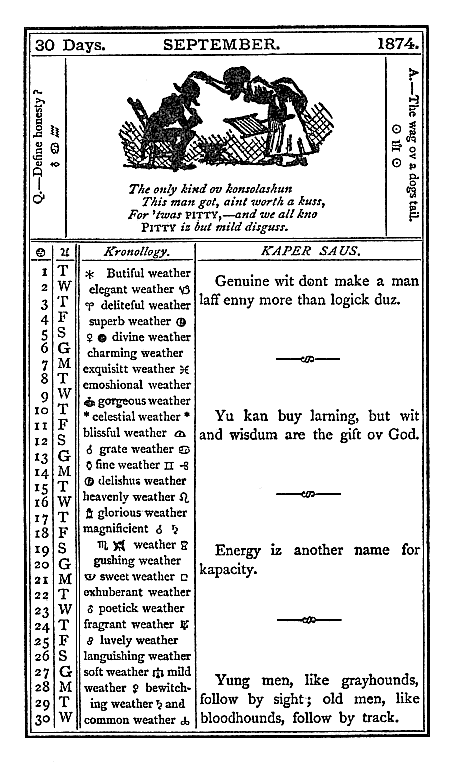 30 Days. SEPTEMBER. 1874.
Q.—Define honesty?
A.—The wag ov a dogs tail.
The only kind ov konsolashun
This man got, aint worth a kuss,
For 'twas PITTY,—and we all kno
PITTY iz but mild disguss.
Kronollogy. KAPER SAUS.
1 T
2 W
3 T
4 F
5 S
6 G
7 M
8 T
9 W
10 T
11 F
12 S
13 G
14 M
15 T
16 W
17 T
18 F
19 S
20 G
21 M
22 T
23 W
24 T
25 F
26 S
27 G
28 M
29 T
30 W
* Butiful weather
elegant weather
♈ deliteful weather
superb weather
♀ divine weather
charming weather
exquisitt weather ♓
emoshional weather
gorgeous weather
* celestial weather *
blissful weather
☌ grate weather ♋
fine weather ♊
delishus weather
heavenly weather ♌
glorious weather
magnificient ☌ ♄
♏ weather
gushing weather
sweet weather □
exhuberant weather
poetick weather
fragrant weather
luvely weather
languishing weather
soft weather mild
weather ♀ bewitch-
ing weather ♄ and
common weather
Genuine wit dont make a man
laff enny more than logick duz.
Yu kan buy larning, but wit
and wisdum are the gift ov God.
Energy iz another name for
kapacity.
Yung men, like grayhounds,
follow by sight; old men, like
bloodhounds, follow by track.